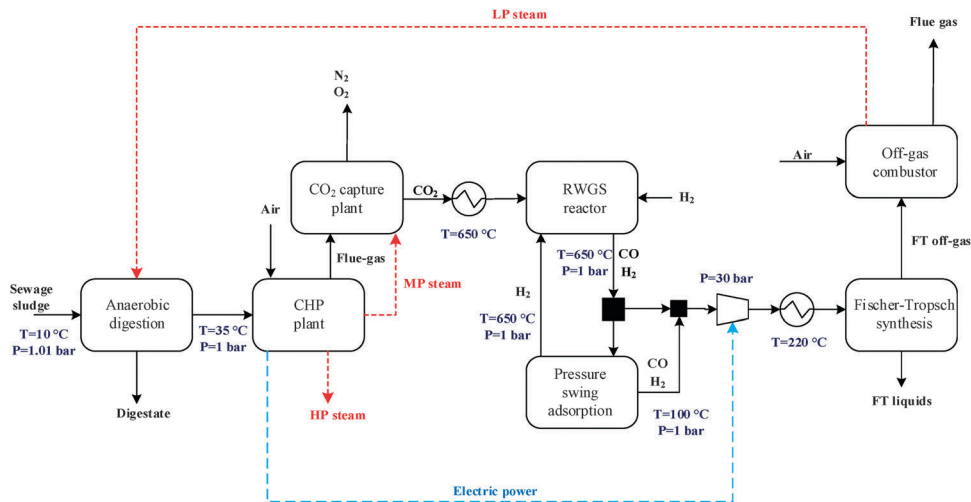 LP steam
Flue gas
N2
O2
Air
Off-gas
combustor
CO2 capture
plant
CO2
RWGS
reactor
H2
T=650 °C
Air
Flue-gas
T=650 °C
P=1 bar
CO
H2
FT off-gas
MP steam
P=30 bar
Sewage
sludge
Anaerobic
digestion
CHP
plant
H2
T=650 °C
P=1 bar
Fischer-Tropsch
synthesis
T=10 °C
P=1.01 bar
T=35 °C
P=1 bar
T=220 °C
CO
H2
Pressure
swing
adsorption
Digestate
HP steam
T=100 °C
P=1 bar
FT liquids
Electric power